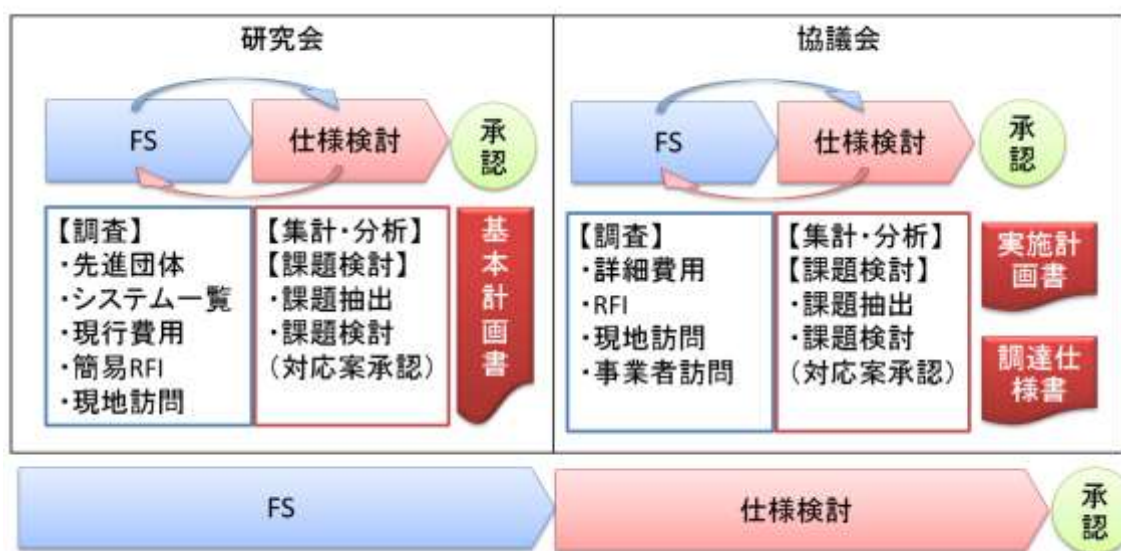 研究会
FS
仕様検討
承
認
【調査】
・先進団体
・システム一覧
・現行費用
・簡易RFI
・現地訪問
【集計・分析】
【課題検討】
・課題抽出
・課題検討
（対応案承認）
基
本
計
画
書
協議会
FS
仕様検討
承
認
【調査】
・詳細費用
・RFI
・現地訪問
・事業者訪問
【集計・分析】
【課題検討】
・課題抽出
・課題検討
（対応案承認）
実施計
画書
調達仕
様書
FS
仕様検討
承
認